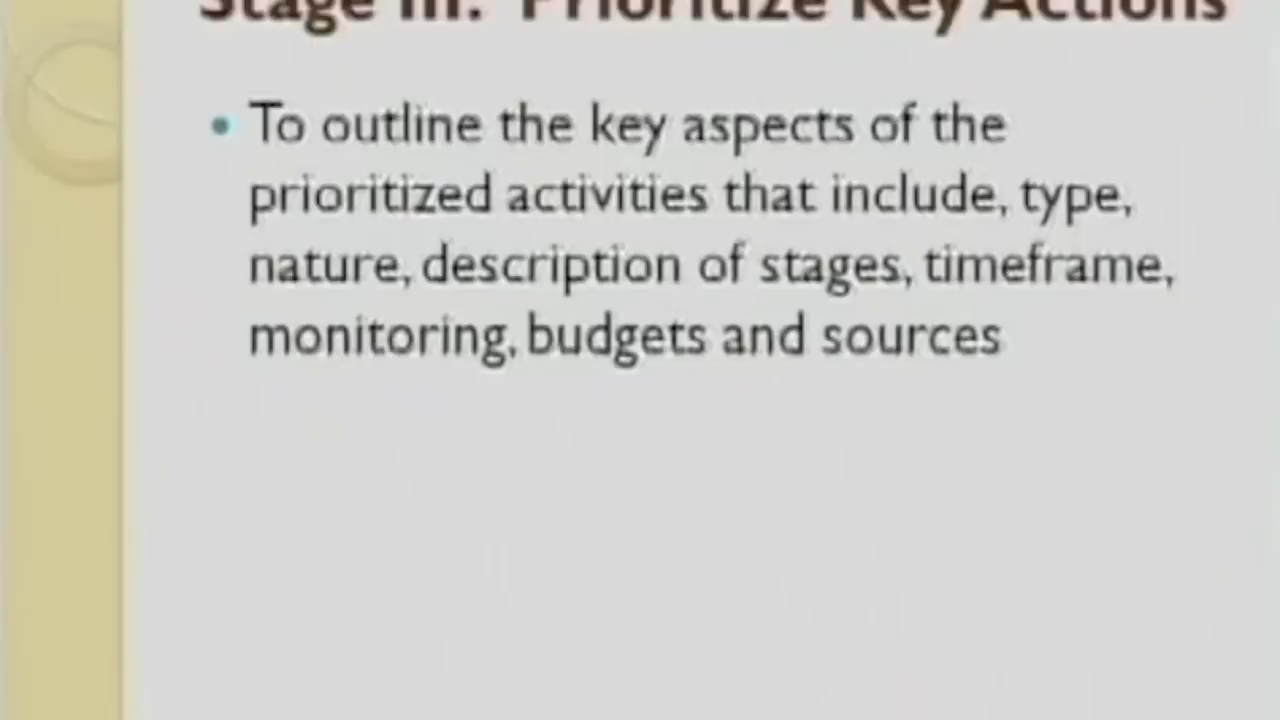 Stage III: Prioritize Key Actions
• To outline the key aspects of the
prioritized activities that include, type,
nature, description of stages, timeframe,
monitoring, budgets and sources